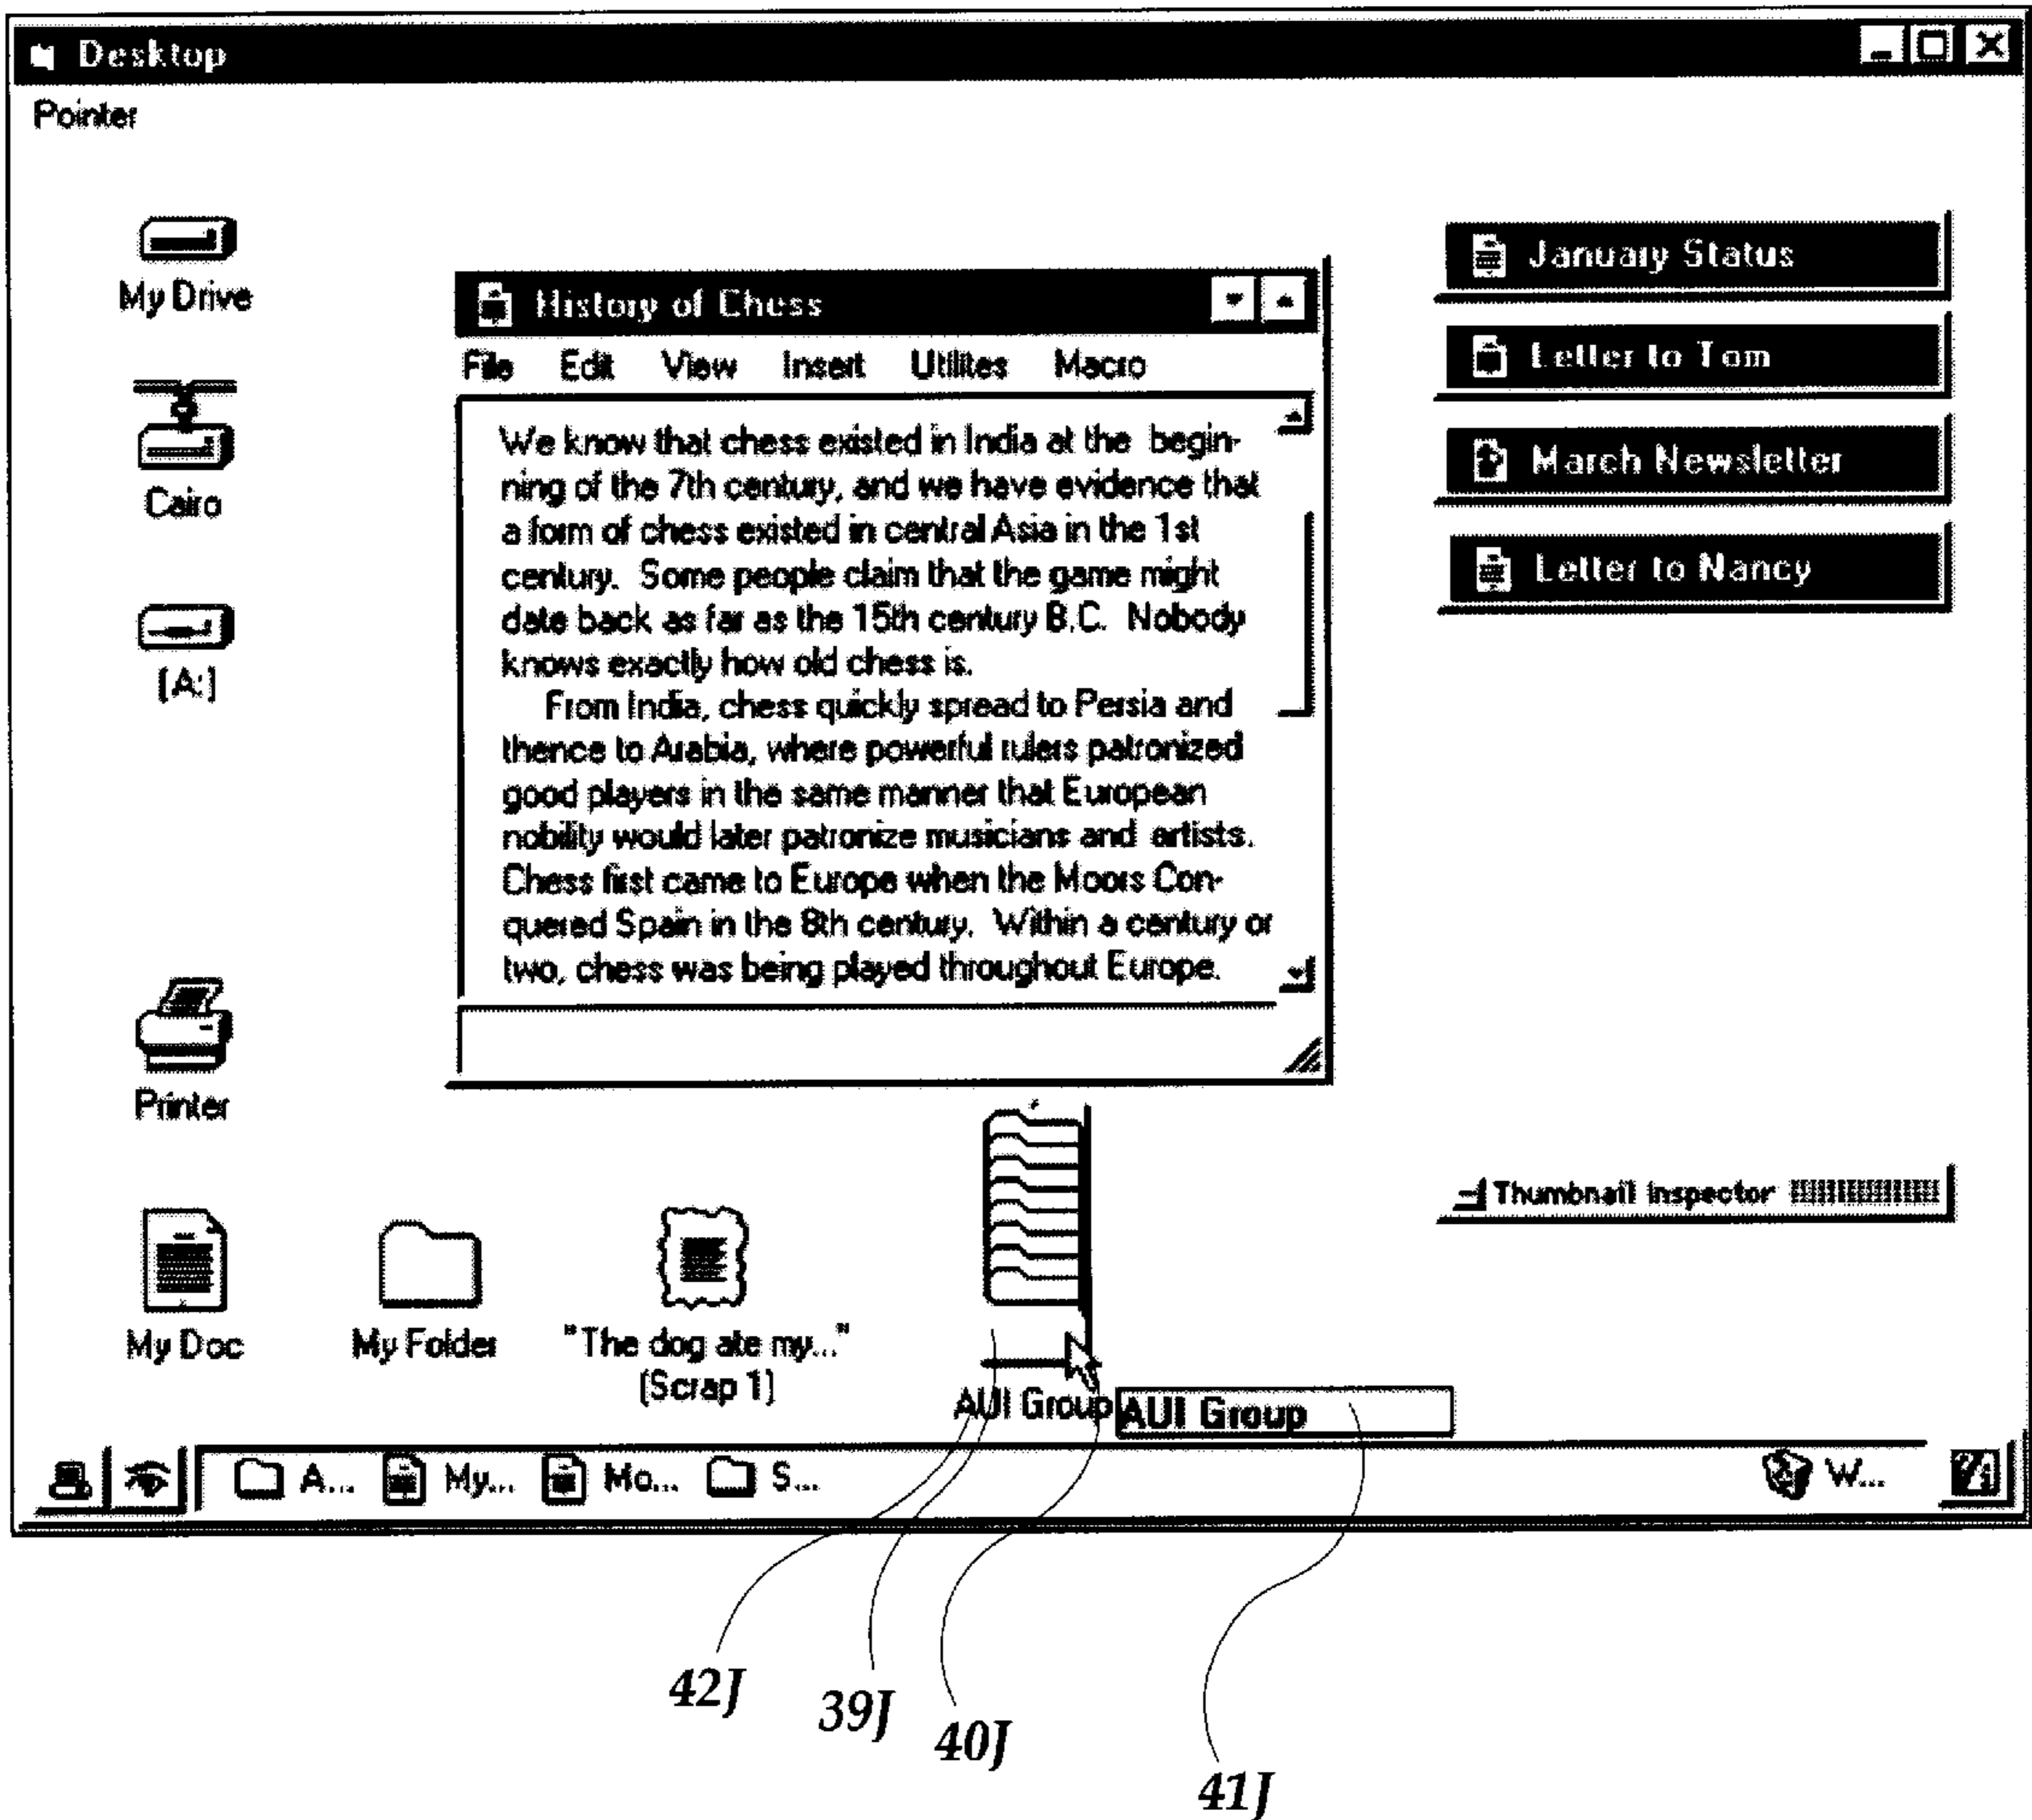 Desktop
Pointer
My Drive
Cairo
(A:)
Printer
My Doc
My Folder
"The dog ate my..."
(Scrap 1)
History of Chess
File Edit View Insert Utilites Macro
We know that chess existed in India at the begin-
ning of the 7th century, and we have evidence that
a form of chess existed in central Asia in the 1st
century. Some people claim that the game might
date back as far as the 15th century B.C. Nobody
knows exactly how old chess is.
From India, chess quickly spread to Persia and
thence to Arabia, where powerful rulers patronized
good players in the same manner that European
nobility would later patronize musicians and artists.
Chess first came to Europe when the Moors Con-
quered Spain in the 8th century. Within a century or
two, chess was being played throughout Europe.
January Status
Letter to Tom
March Newsletter
Letter to Nancy
Thumbnail Inspector
AUI Group
AUI Group
A... My... Mo... S... W... ?
42J
39J
40J
41J